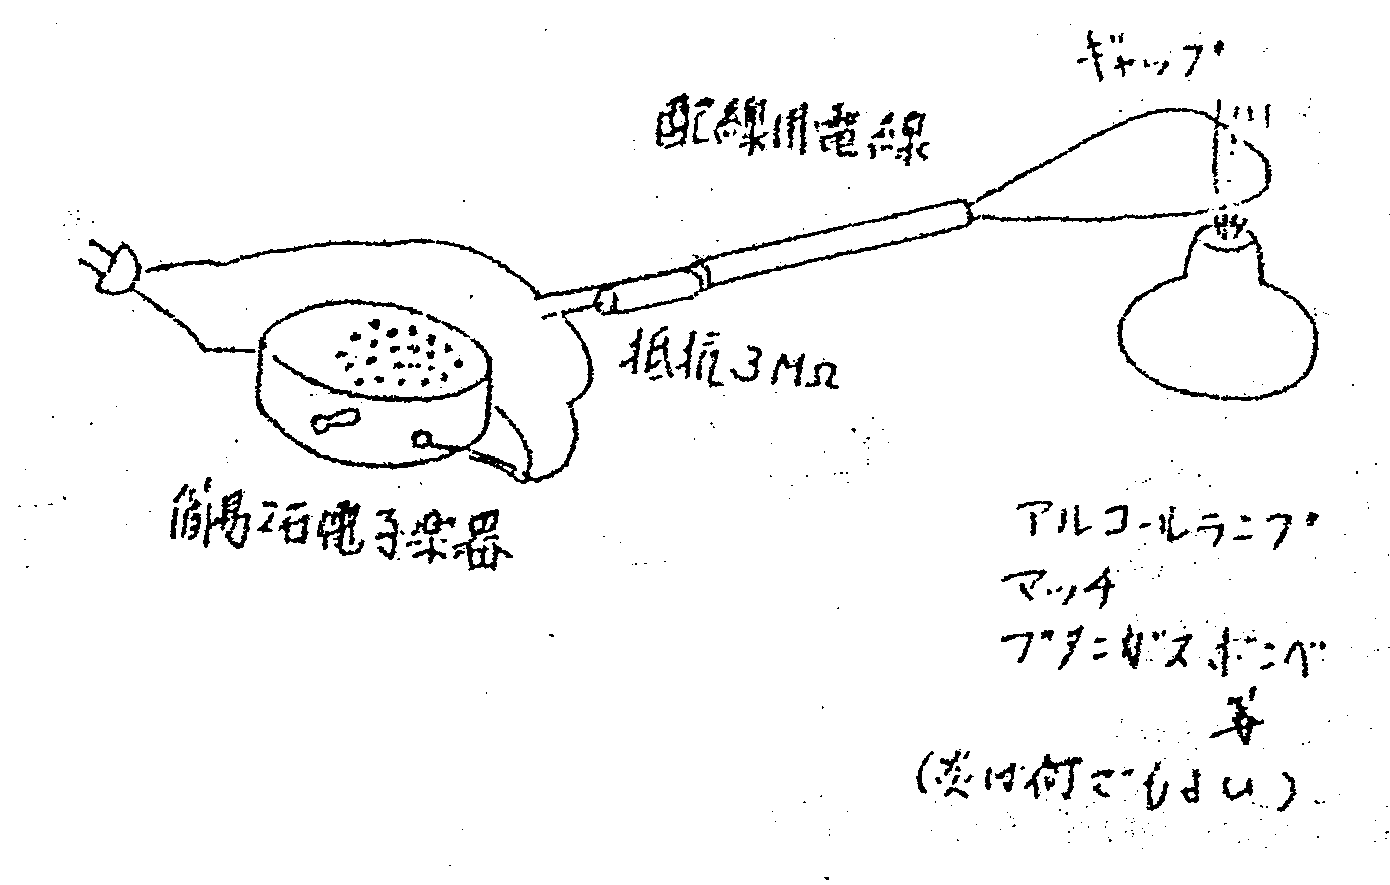 ギャップ
配線用電線
抵抗3MΩ
簡易 電子楽器
アルコールランプ
マッチ
ブタンガスボンベ
等
(炎は何でもよい)